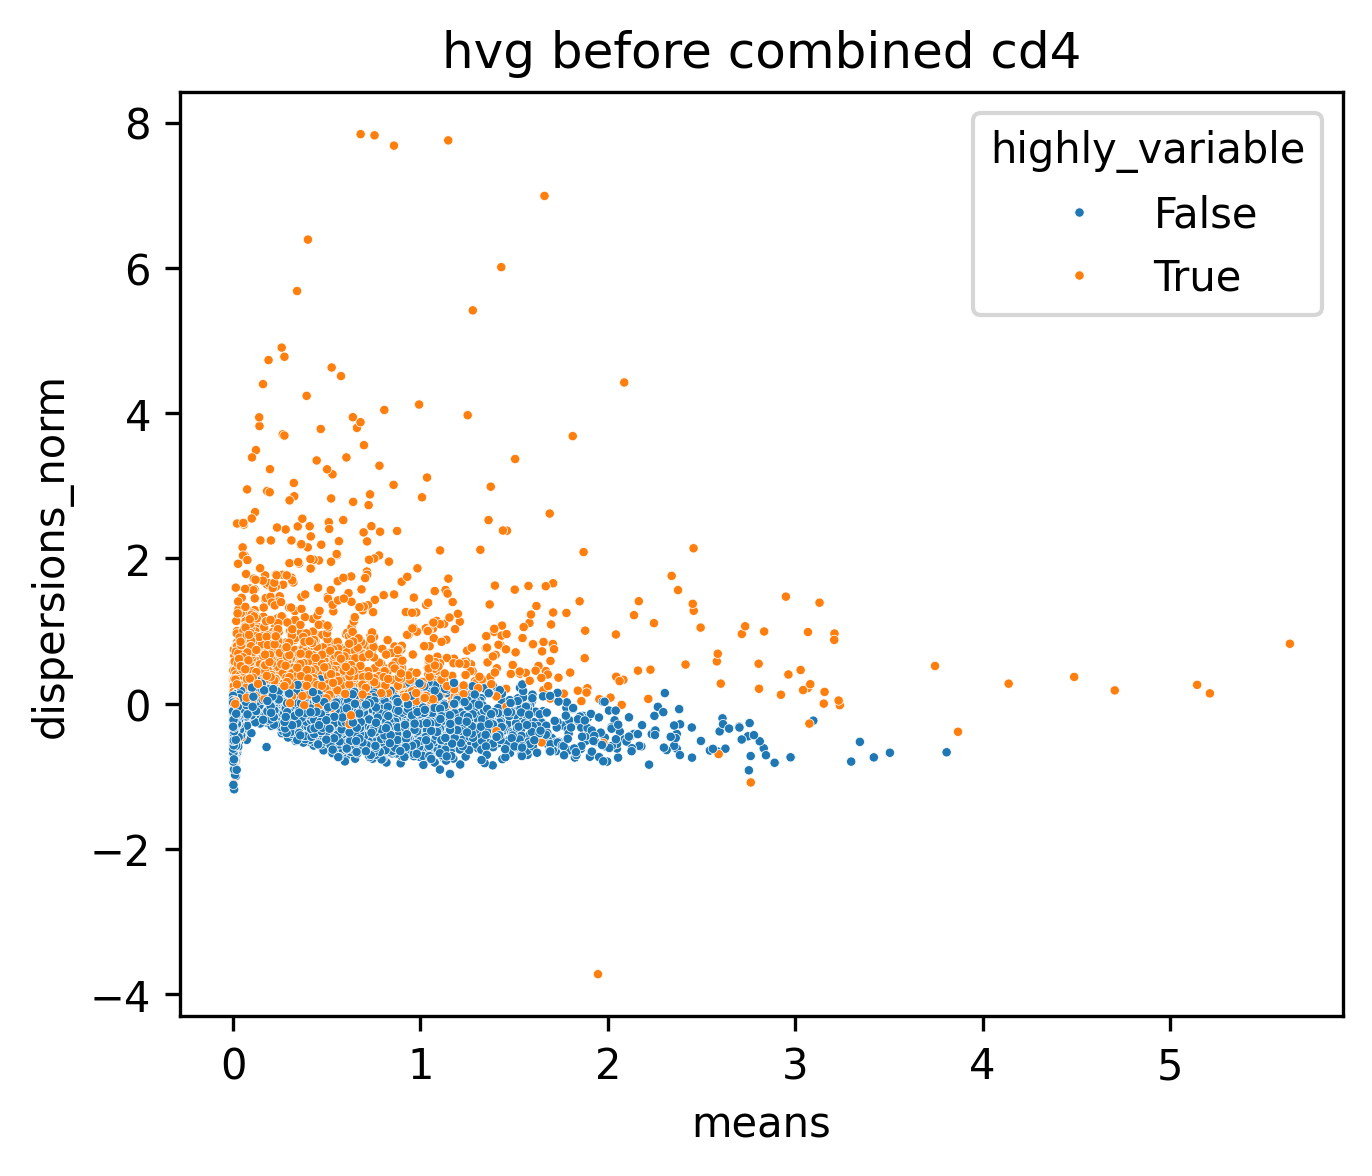 hvg before combined cd4
highly_variable
False
True
8
6
4
2
0
−2
−4
dispersions_norm
0 1 2 3 4 5
means